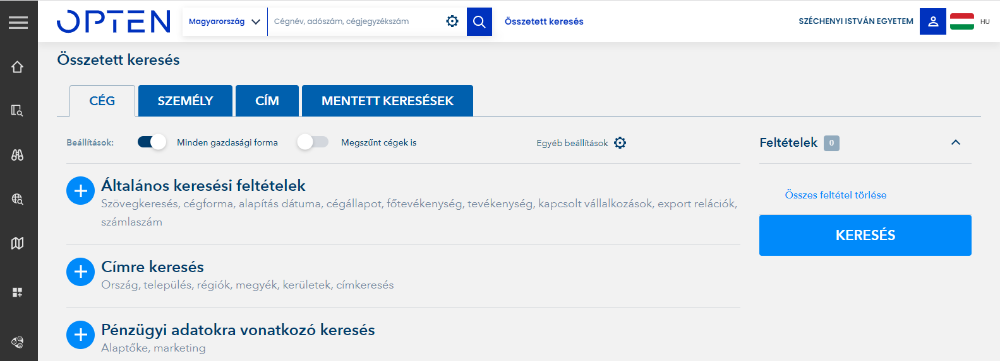 OPTEN
Magyarország
Cégnév, adószám, cégjegyzékszám
Összetett keresés
SZÉCHENYI ISTVÁN EGYETEM
HU
Összetett keresés
CÉG
SZEMÉLY
CÍM
MENTETT KERESÉSEK
Beállítások:
Minden gazdasági forma
Megszűnt cégek is
Egyéb beállítások
Feltételek 0
Általános keresési feltételek
Szövegkeresés, cégforma, alapítás dátuma, cégállapot, főtevékenység, tevékenység, kapcsolt vállalkozások, export relációk,
számlaszám
Összes feltétel törlése
KERESÉS
Címre keresés
Ország, település, régiók, megyék, kerületek, címkeresés
Pénzügyi adatokra vonatkozó keresés
Alaptőke, marketing